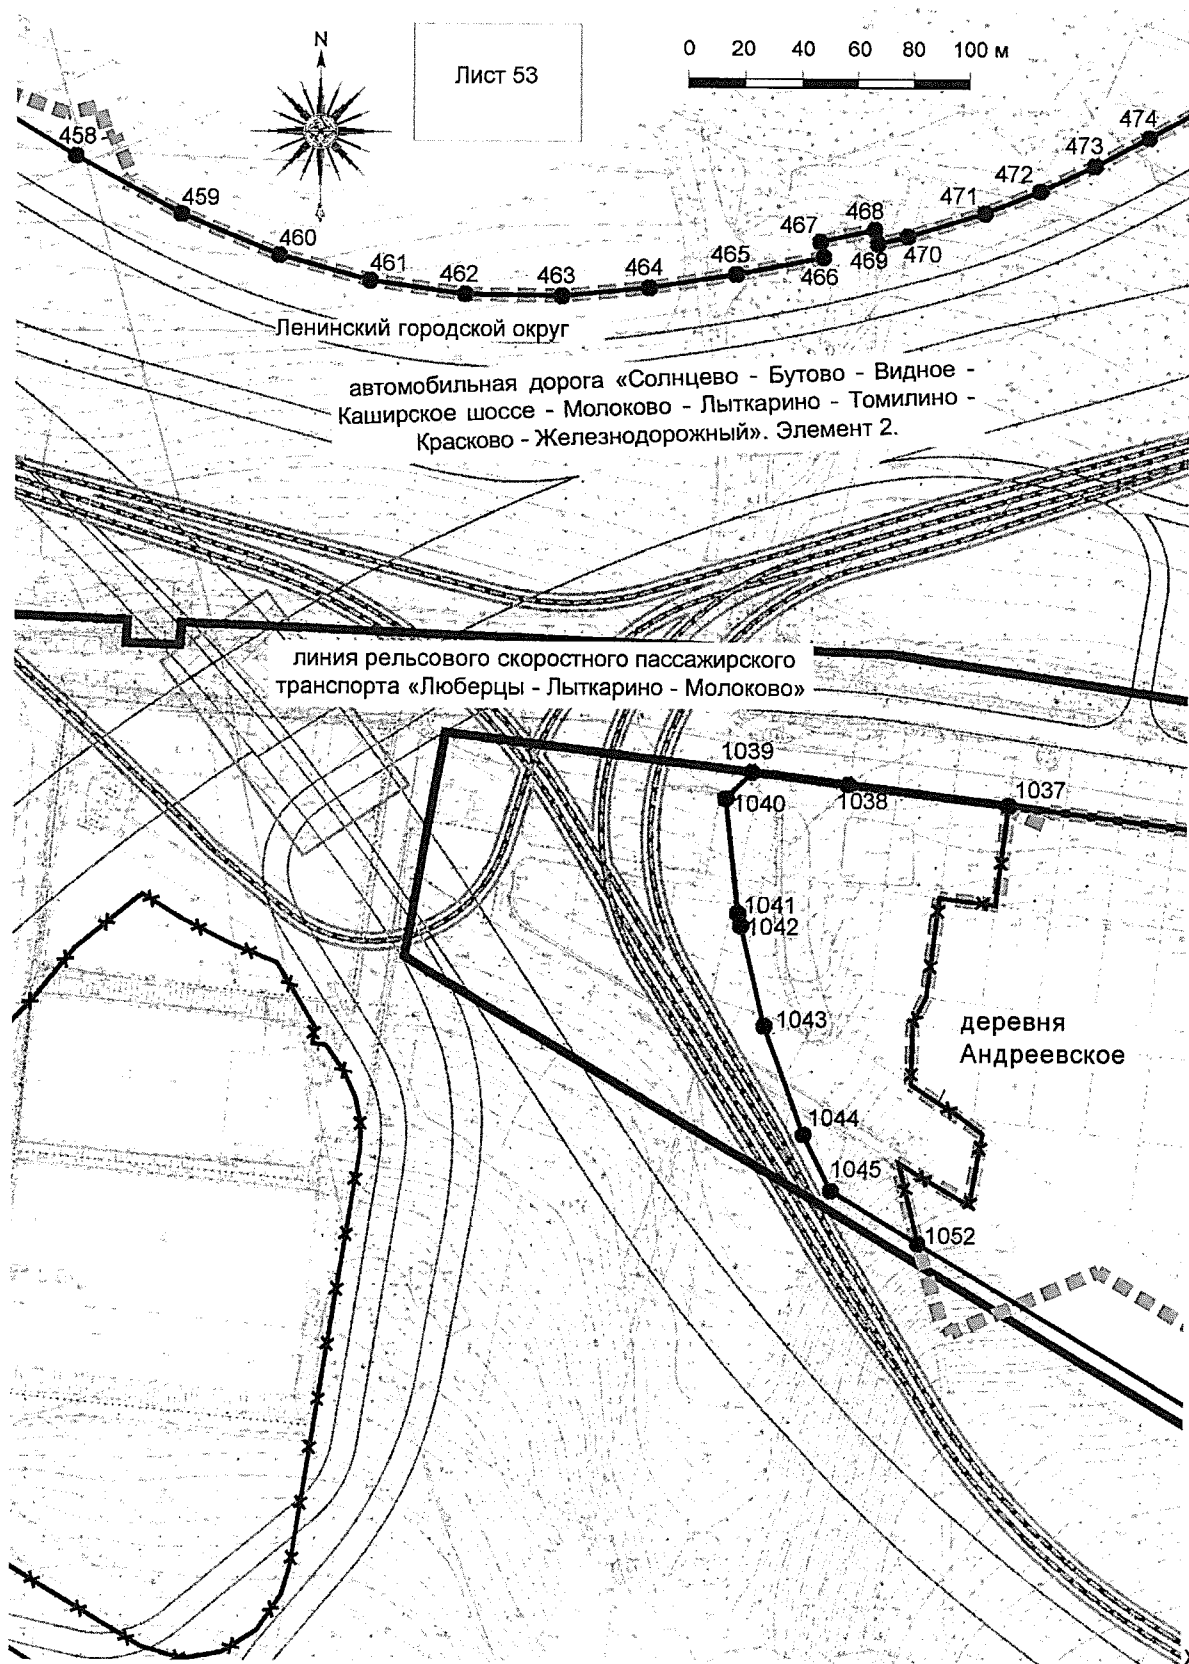 N
Лист 53
0 20 40 60 80 100 м
458
459
460
461
462
463
464
465
466
467
468
469
470
471
472
473
474
Ленинский городской округ
автомобильная дорога «Солнцево - Бутово - Видное -
Каширское шоссе - Молоково - Лыткарино - Томилино -
Красково - Железнодорожный». Элемент 2.
линия рельсового скоростного пассажирского
транспорта «Люберцы - Лыткарино - Молоково»
1039
1040
1038
1037
1041
1042
1043
деревня
Андреевское
1044
1045
1052